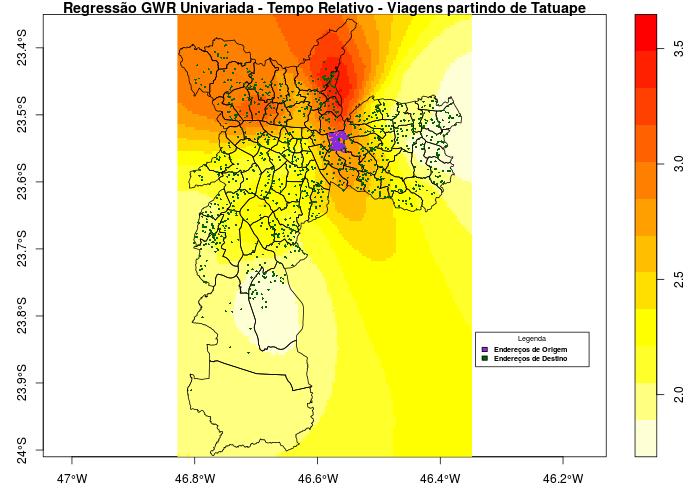 Regressão GWR Univariada - Tempo Relativo - Viagens partindo de Tatuape
23.4°S
23.5°S
23.6°S
23.7°S
23.8°S
23.9°S
24°S
47°W
46.8°W
46.6°W
46.4°W
46.2°W
Legenda
Endereços de Origem
Endereços de Destino
3.5
3.0
2.5
2.0